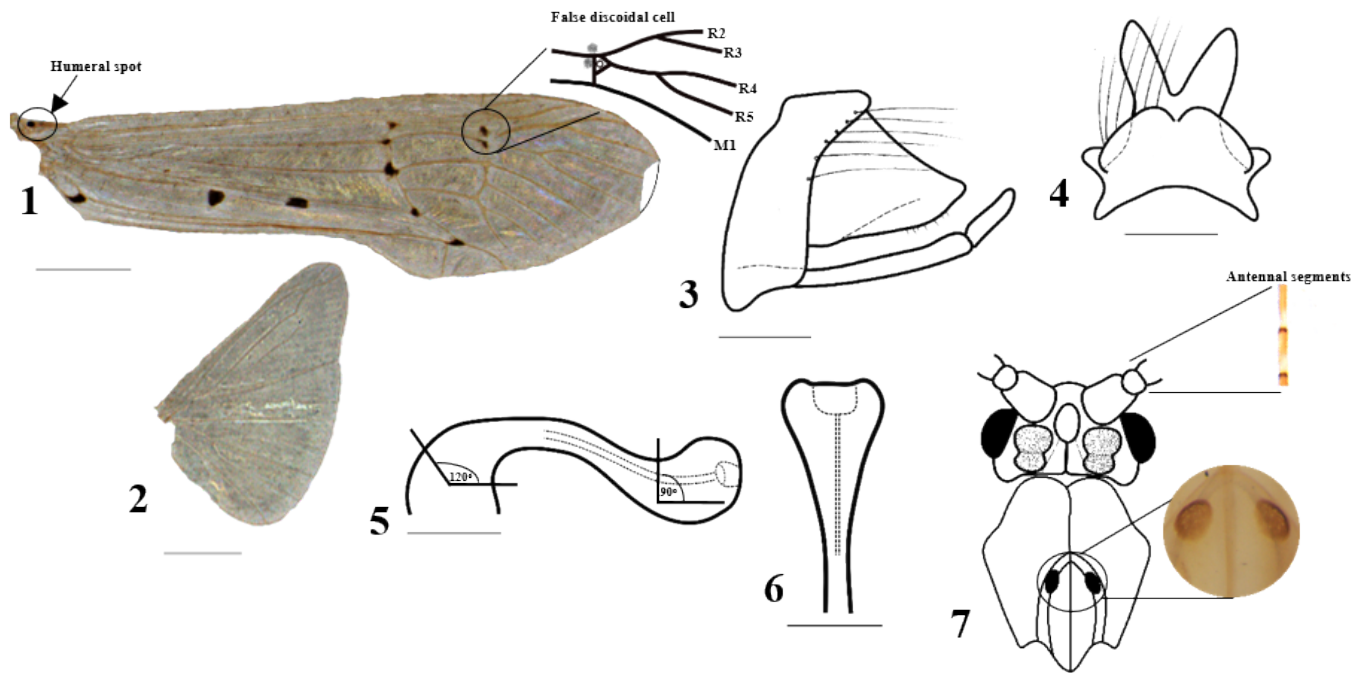 False discoidal cell
R2
R3
R4
R5
M1
Humeral spot
1
2
3
4
Antennal segments
5
120°
90°
6
7